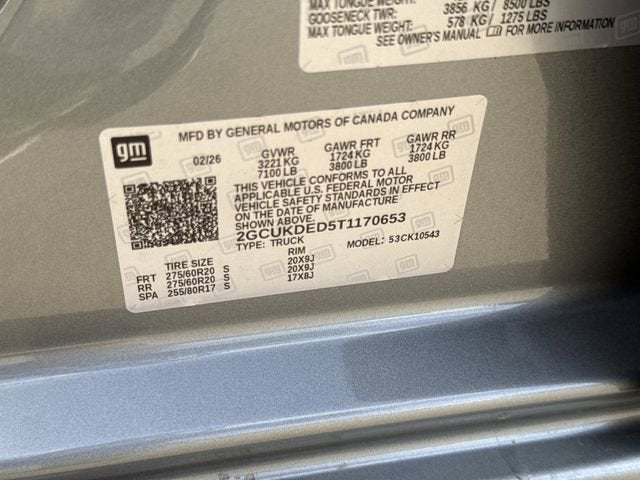 MAX TONGUE WEIGHT: 3856 KG / 8500 LBS
GOOSENECK TWR: 578 KG / 1275 LBS
MAX TONGUE WEIGHT:
SEE OWNER'S MANUAL FOR MORE INFORMATION
gm
MFD BY GENERAL MOTORS OF CANADA COMPANY
02/26 GVWR GAWR FRT GAWR RR
3221 KG 1724 KG 1724 KG
7100 LB 3800 LB 3800 LB
THIS VEHICLE CONFORMS TO ALL
APPLICABLE U.S. FEDERAL MOTOR
VEHICLE SAFETY STANDARDS IN EFFECT
ON THE DATE OF MANUFACTURE
SHOWN ABOVE.
2GCUKDED5T1170653
TYPE: TRUCK MODEL: 53CK10543
TIRE SIZE RIM
FRT 275/60R20 S 20X9J
RR 275/60R20 S 20X9J
SPA 255/80R17 S 17X8J